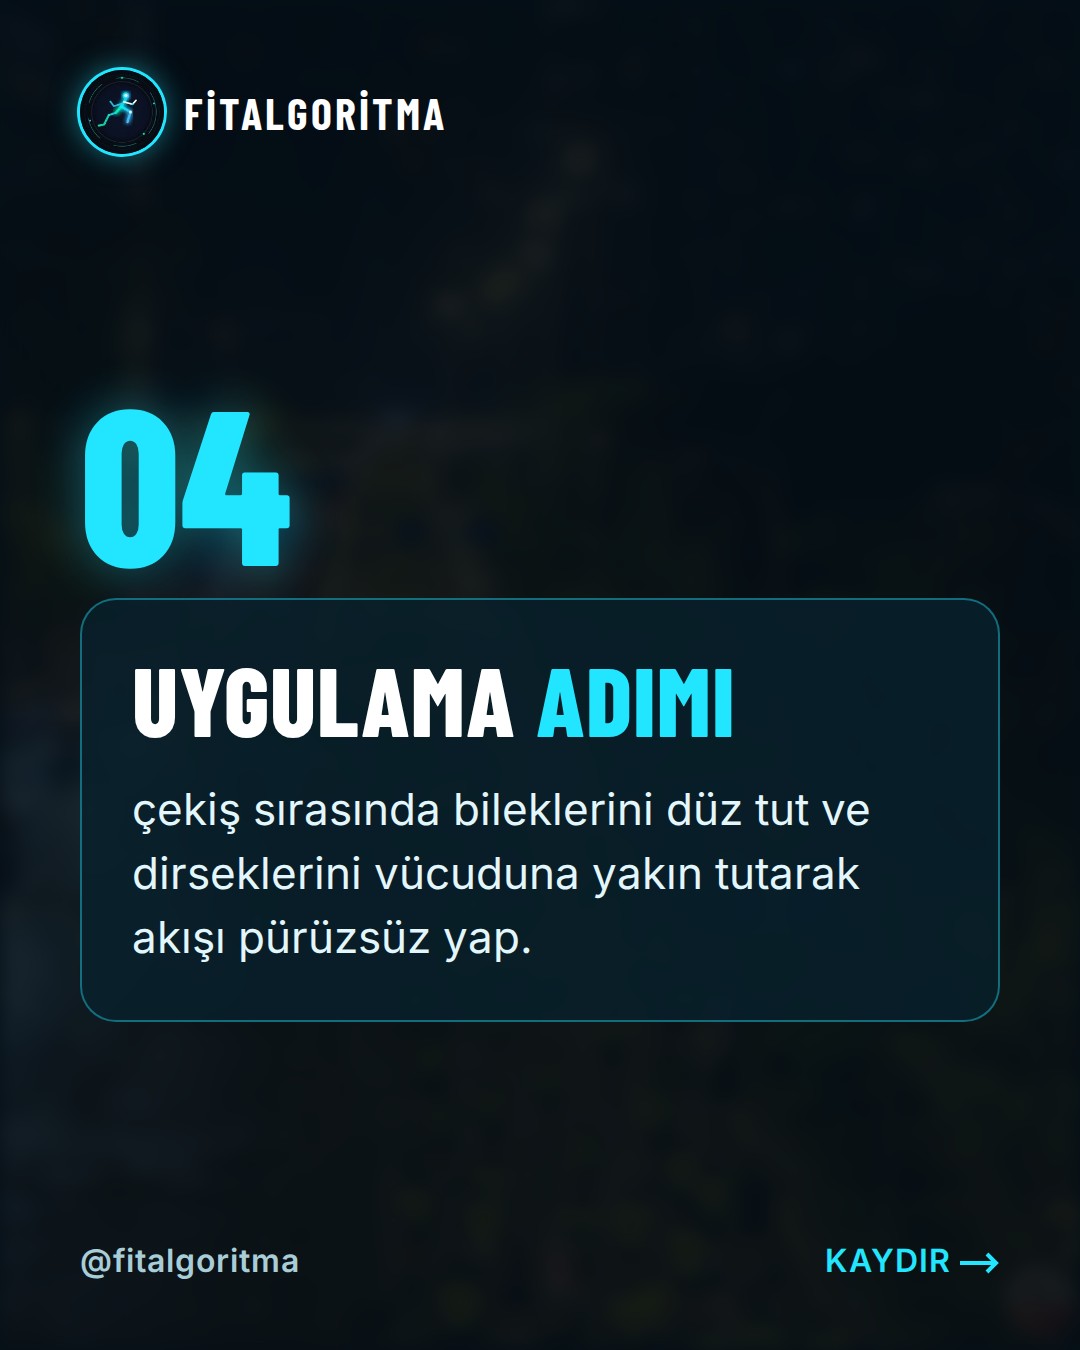 FİTALGORİTMA
04
UYGULAMA ADIMI
çekiş sırasında bileklerini düz tut ve
dirseklerini vücuduna yakın tutarak
akışı pürüzsüz yap.
@fitalgoritma
KAYDIR →